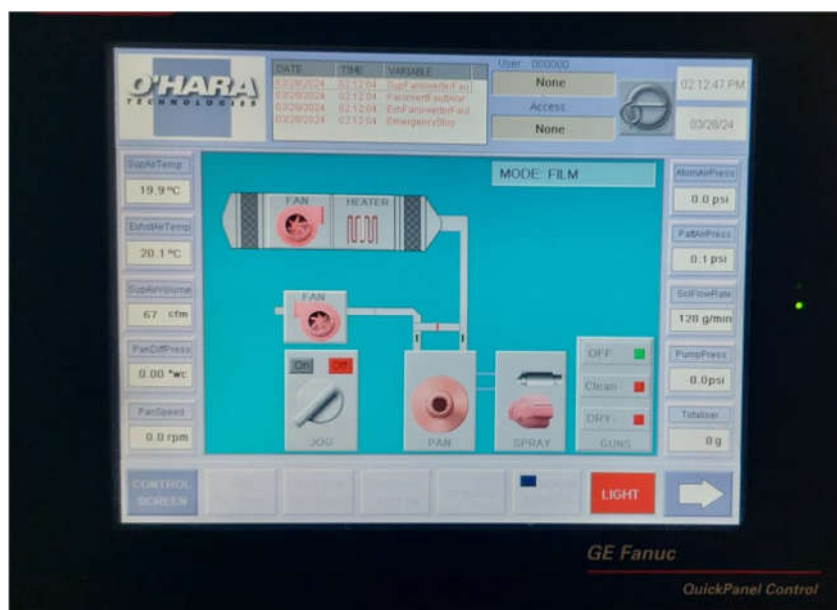 O'HARA
TECHNOLOGIES
DATE TIME VARIABLE
03/28/2024 02:12:04
03/28/2024 02:12:04
03/28/2024 02:12:04
03/28/2024 02:12:04 EmergencyStop
User 000000
None
Access
None
02:12:47 PM
03/28/24
SupAirTemp
19.9 °C
ExhstAirTemp
20.1 °C
SupAirVolume
67 cfm
PanDiffPress
0.00 "wc
PanSpeed
0.0 rpm
MODE: FILM
FAN HEATER
FAN
On Off
JOG
PAN
SPRAY
OFF
Clean
DRY
GUNS
AtomAirPress
0.0 psi
PattAirPress
0.1 psi
SolFlowRate
128 g/min
PumpPress
-0.0psi
Totaliser
0 g
CONTROL
SCREEN
LIGHT
GE Fanuc
QuickPanel Control